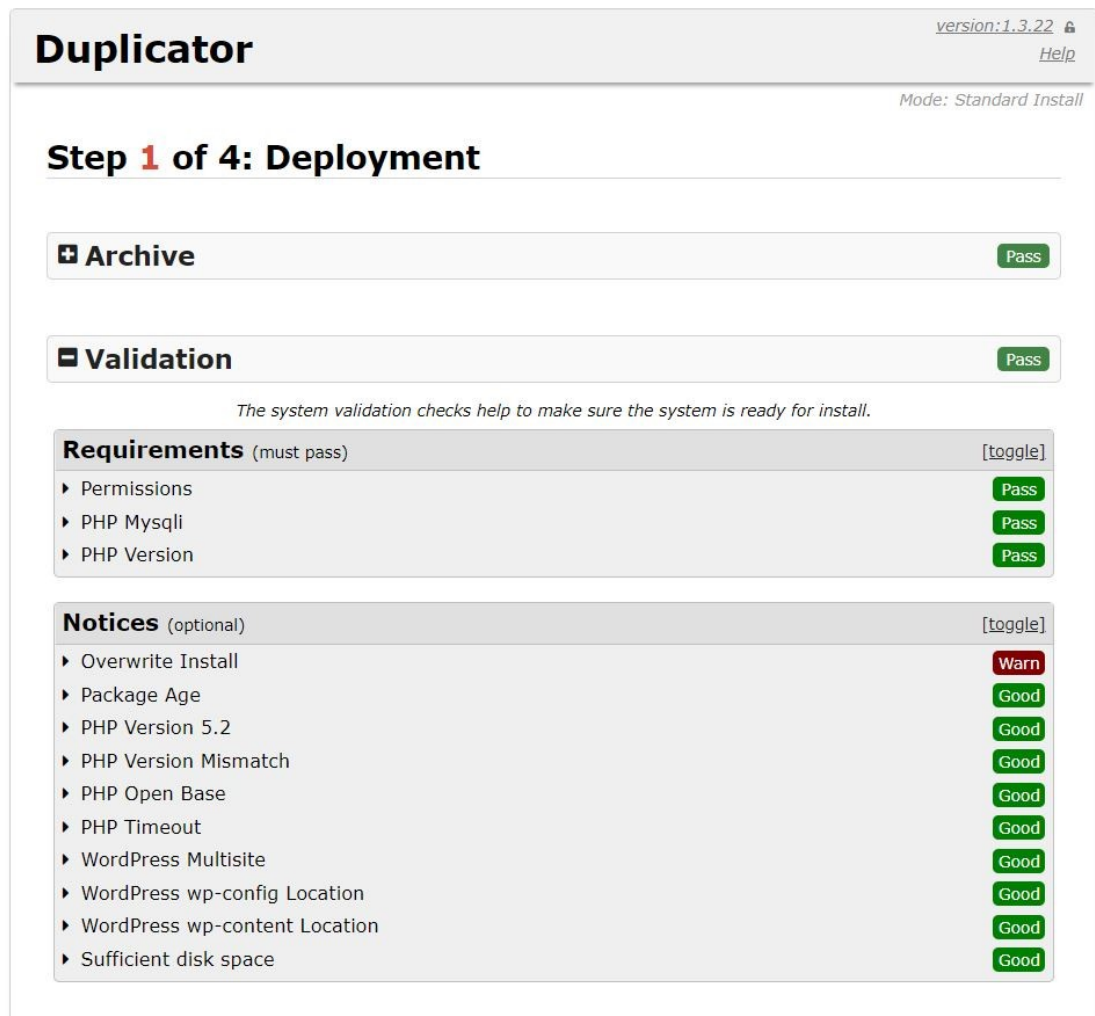 Duplicator
version:1.3.22
Help
Mode: Standard Install
Step 1 of 4: Deployment
Archive Pass
Validation Pass
The system validation checks help to make sure the system is ready for install.
Requirements (must pass) [toggle]
Permissions Pass
PHP Mysqli Pass
PHP Version Pass
Notices (optional) [toggle]
Overwrite Install Warn
Package Age Good
PHP Version 5.2 Good
PHP Version Mismatch Good
PHP Open Base Good
PHP Timeout Good
WordPress Multisite Good
WordPress wp-config Location Good
WordPress wp-content Location Good
Sufficient disk space Good